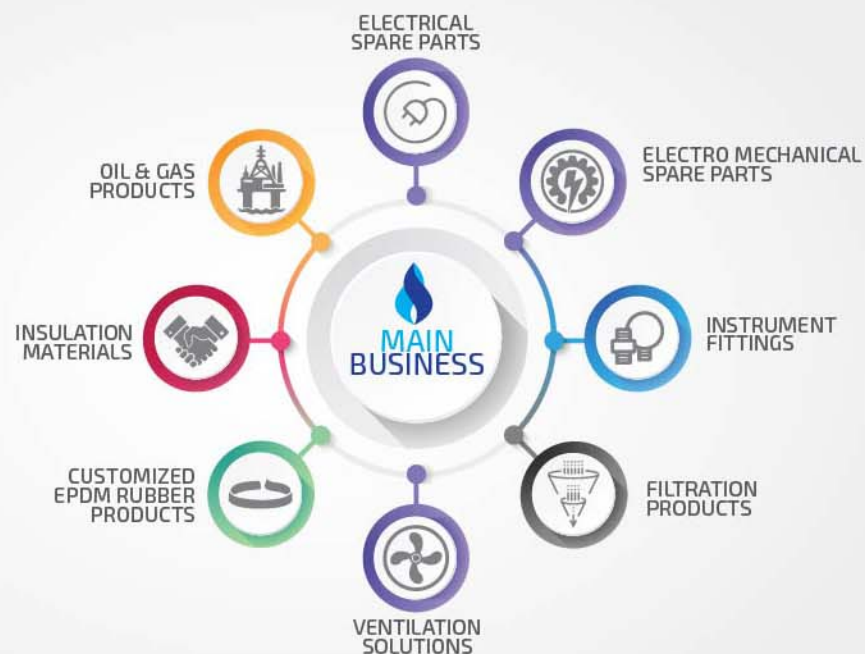 ELECTRICAL
SPARE PARTS
ELECTRO MECHANICAL
SPARE PARTS
OIL & GAS
PRODUCTS
INSULATION
MATERIALS
MAIN
BUSINESS
INSTRUMENT
FITTINGS
CUSTOMIZED
EPDM RUBBER
PRODUCTS
FILTRATION
PRODUCTS
VENTILATION
SOLUTIONS